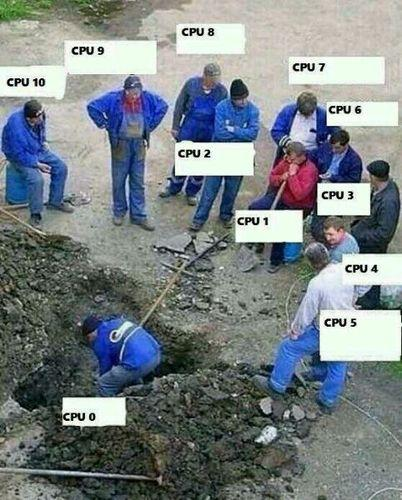 CPU 8
CPU 9
CPU 7
CPU 10
CPU 6
CPU 2
CPU 3
CPU 1
CPU 4
CPU 5
CPU 0